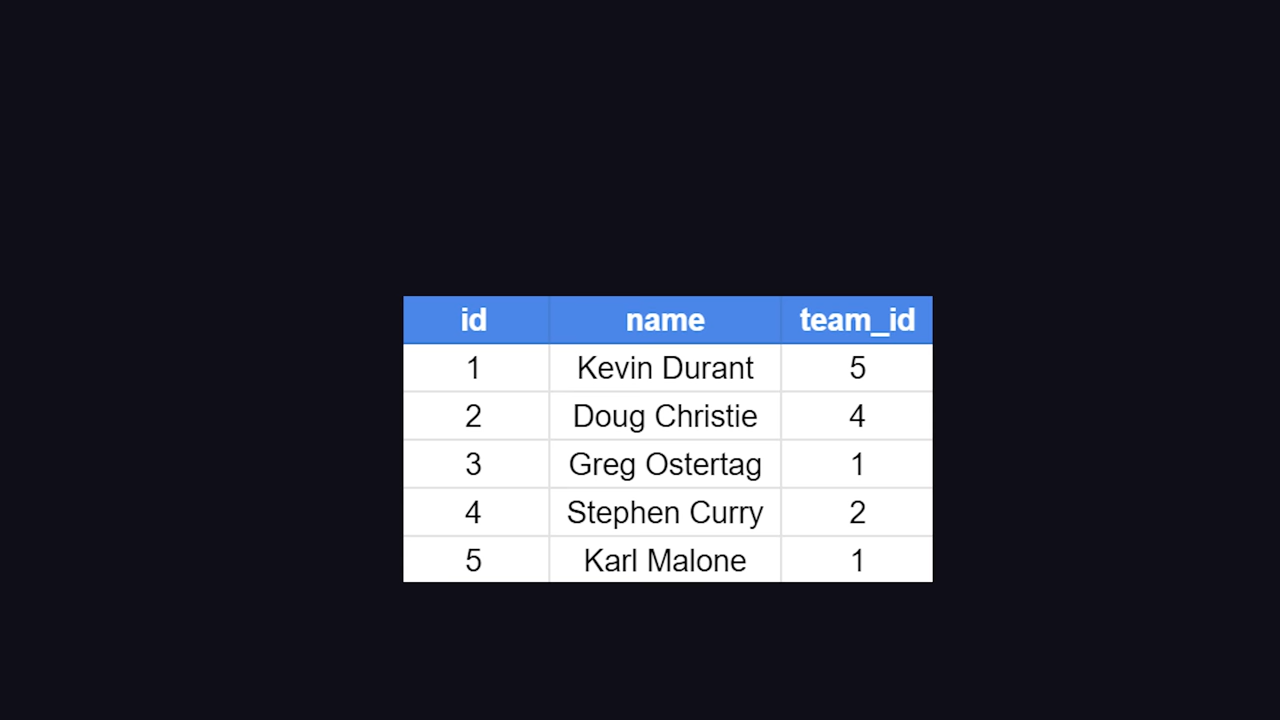 id name team_id
1 Kevin Durant 5
2 Doug Christie 4
3 Greg Ostertag 1
4 Stephen Curry 2
5 Karl Malone 1